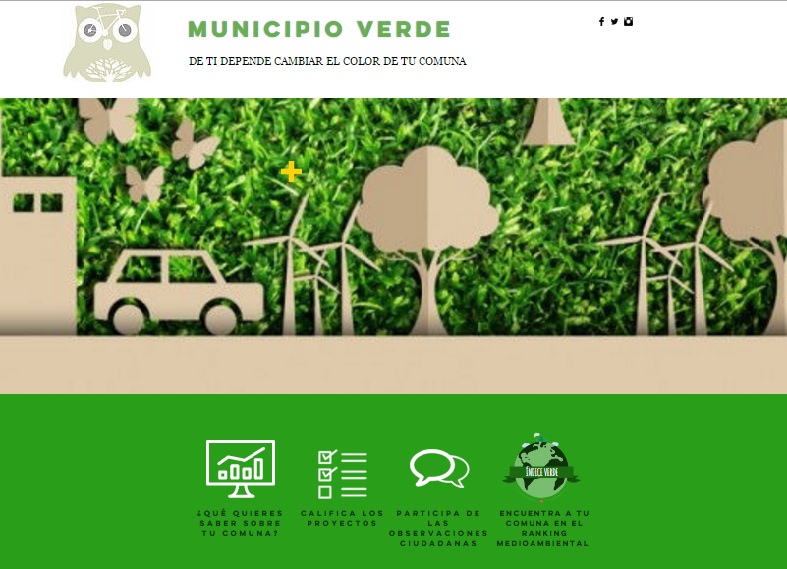 MUNICIPIO VERDE
DE TI DEPENDE CAMBIAR EL COLOR DE TU COMUNA
¿QUÉ QUIERES
SABER SOBRE
TU COMUNA?
CALIFICA LOS
PROYECTOS
PARTICIPA DE
LAS
OBSERVACIONES
CIUDADANAS
ÍNDICE VERDE
ENCUENTRA A TU
COMUNA EN EL
RANKING
MEDIOAMBIENTAL